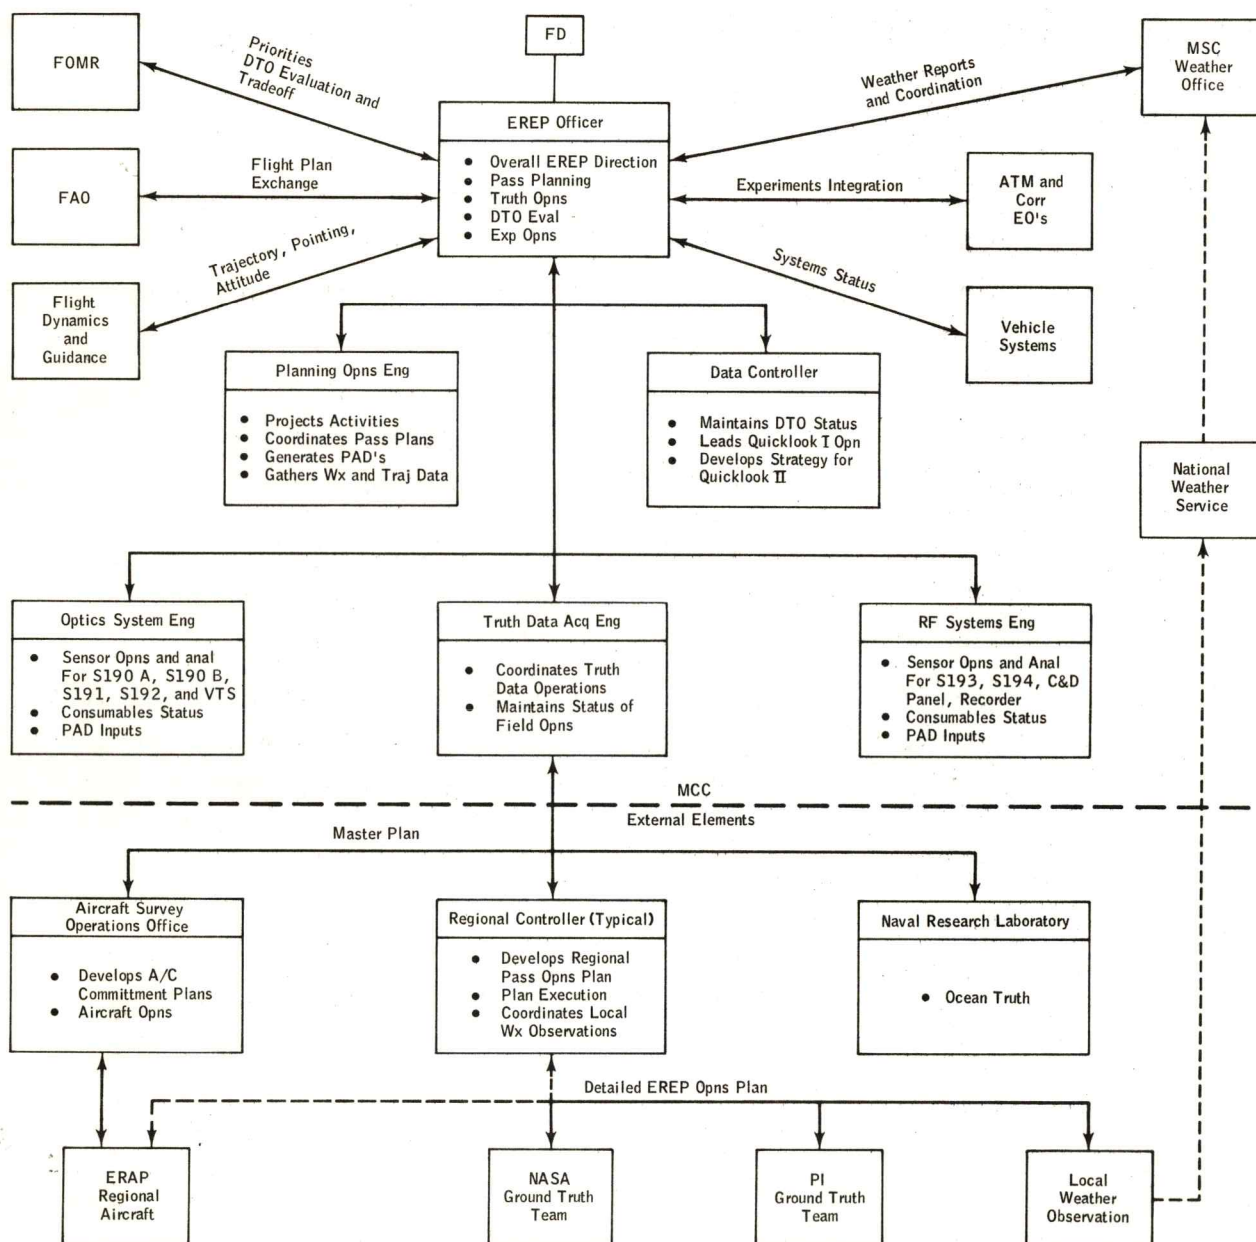 FD
FOMR
Priorities
DTO Evaluation and
Tradeoff
Weather Reports
and Coordination
MSC
Weather
Office
EREP Officer
● Overall EREP Direction
● Pass Planning
● Truth Opns
● DTO Eval
● Exp Opns
FAO
Flight Plan
Exchange
Experiments Integration
ATM and
Corr
EO's
Trajectory, Pointing,
Attitude
Systems Status
Flight
Dynamics
and
Guidance
Vehicle
Systems
Planning Opns Eng
● Projects Activities
● Coordinates Pass Plans
● Generates PAD's
● Gathers Wx and Traj Data
Data Controller
● Maintains DTO Status
● Leads Quicklook I Opn
● Develops Strategy for
Quicklook II
National
Weather
Service
Optics System Eng
● Sensor Opns and anal
For S190 A, S190 B,
S191, S192, and VTS
● Consumables Status
● PAD Inputs
Truth Data Acq Eng
● Coordinates Truth
Data Operations
● Maintains Status of
Field Opns
RF Systems Eng
● Sensor Opns and Anal
For S193, S194, C&D
Panel, Recorder
● Consumables Status
● PAD Inputs
MCC
External Elements
Master Plan
Aircraft Survey
Operations Office
● Develops A/C
Committment Plans
● Aircraft Opns
Regional Controller (Typical)
● Develops Regional
Pass Opns Plan
● Plan Execution
● Coordinates Local
Wx Observations
Naval Research Laboratory
● Ocean Truth
Detailed EREP Opns Plan
ERAP
Regional
Aircraft
NASA
Ground Truth
Team
PI
Ground Truth
Team
Local
Weather
Observation